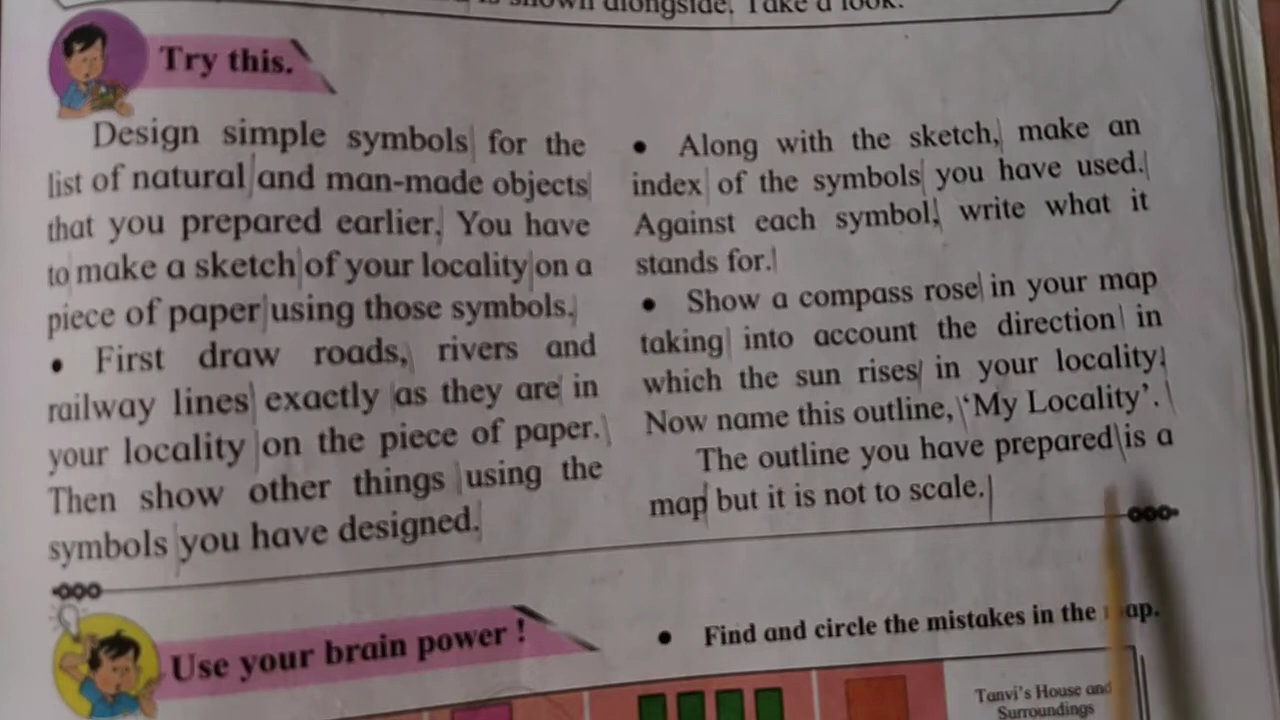 is shown alongside. Take a look.
Try this.
Design simple symbols for the
list of natural and man-made objects
that you prepared earlier. You have
to make a sketch of your locality on a
piece of paper using those symbols.
• First draw roads, rivers and
railway lines exactly as they are in
your locality on the piece of paper.
Then show other things using the
symbols you have designed.
• Along with the sketch, make an
index of the symbols you have used.
Against each symbol, write what it
stands for.
• Show a compass rose in your map
taking into account the direction in
which the sun rises in your locality.
Now name this outline, ‘My Locality’.
The outline you have prepared is a
map but it is not to scale.
Use your brain power !
• Find and circle the mistakes in the map.
Tanvi's House and
Surroundings